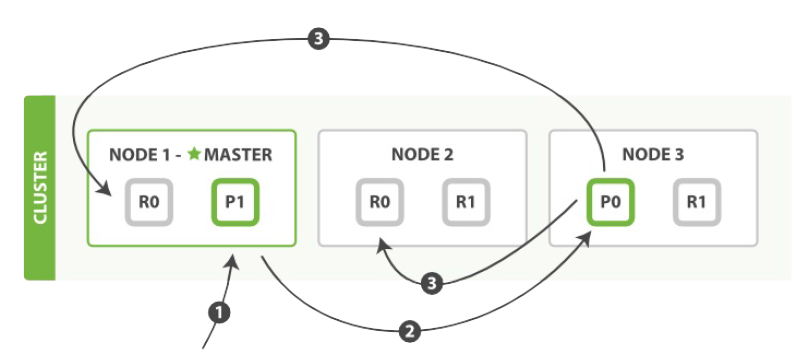 3
CLUSTER
NODE 1 - ★MASTER
R0
P1
NODE 2
R0
R1
NODE 3
P0
R1
1
3
2